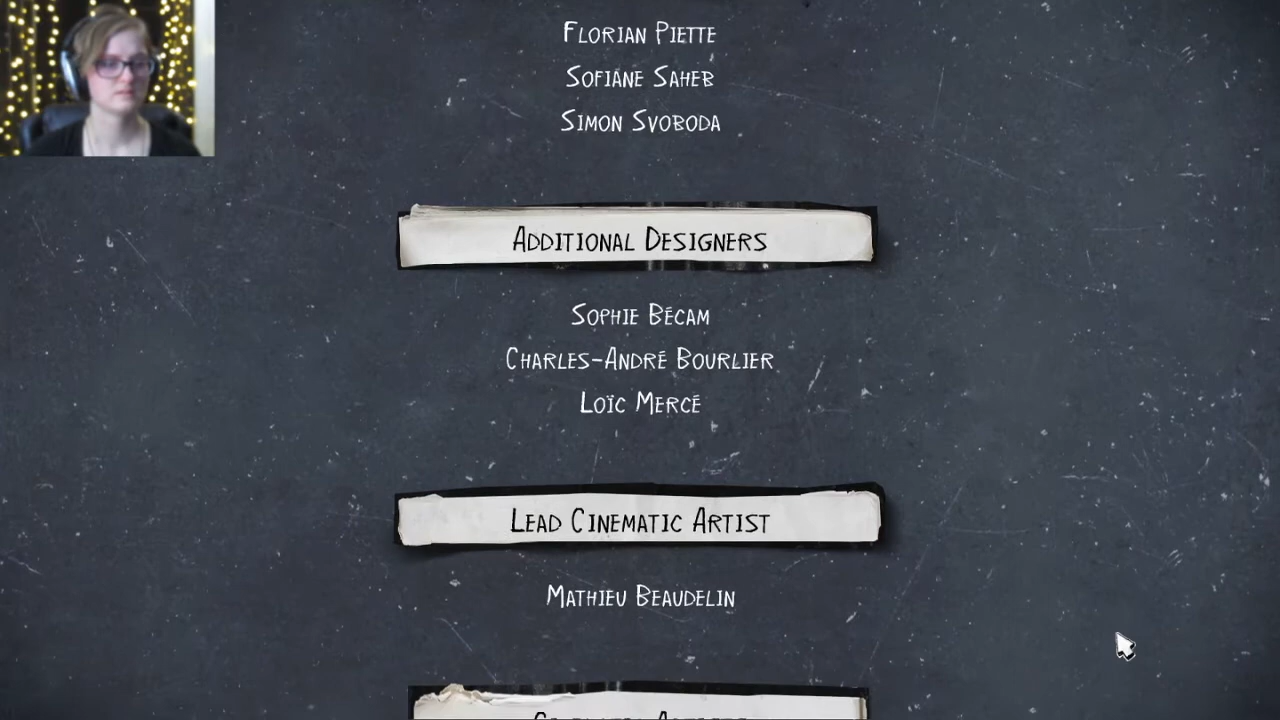 Florian Piette
Sofiane Saheb
Simon Svoboda
Additional Designers
Sophie Bécam
Charles-André Bourlier
Loïc Mercé
Lead Cinematic Artist
Mathieu Beaudelin